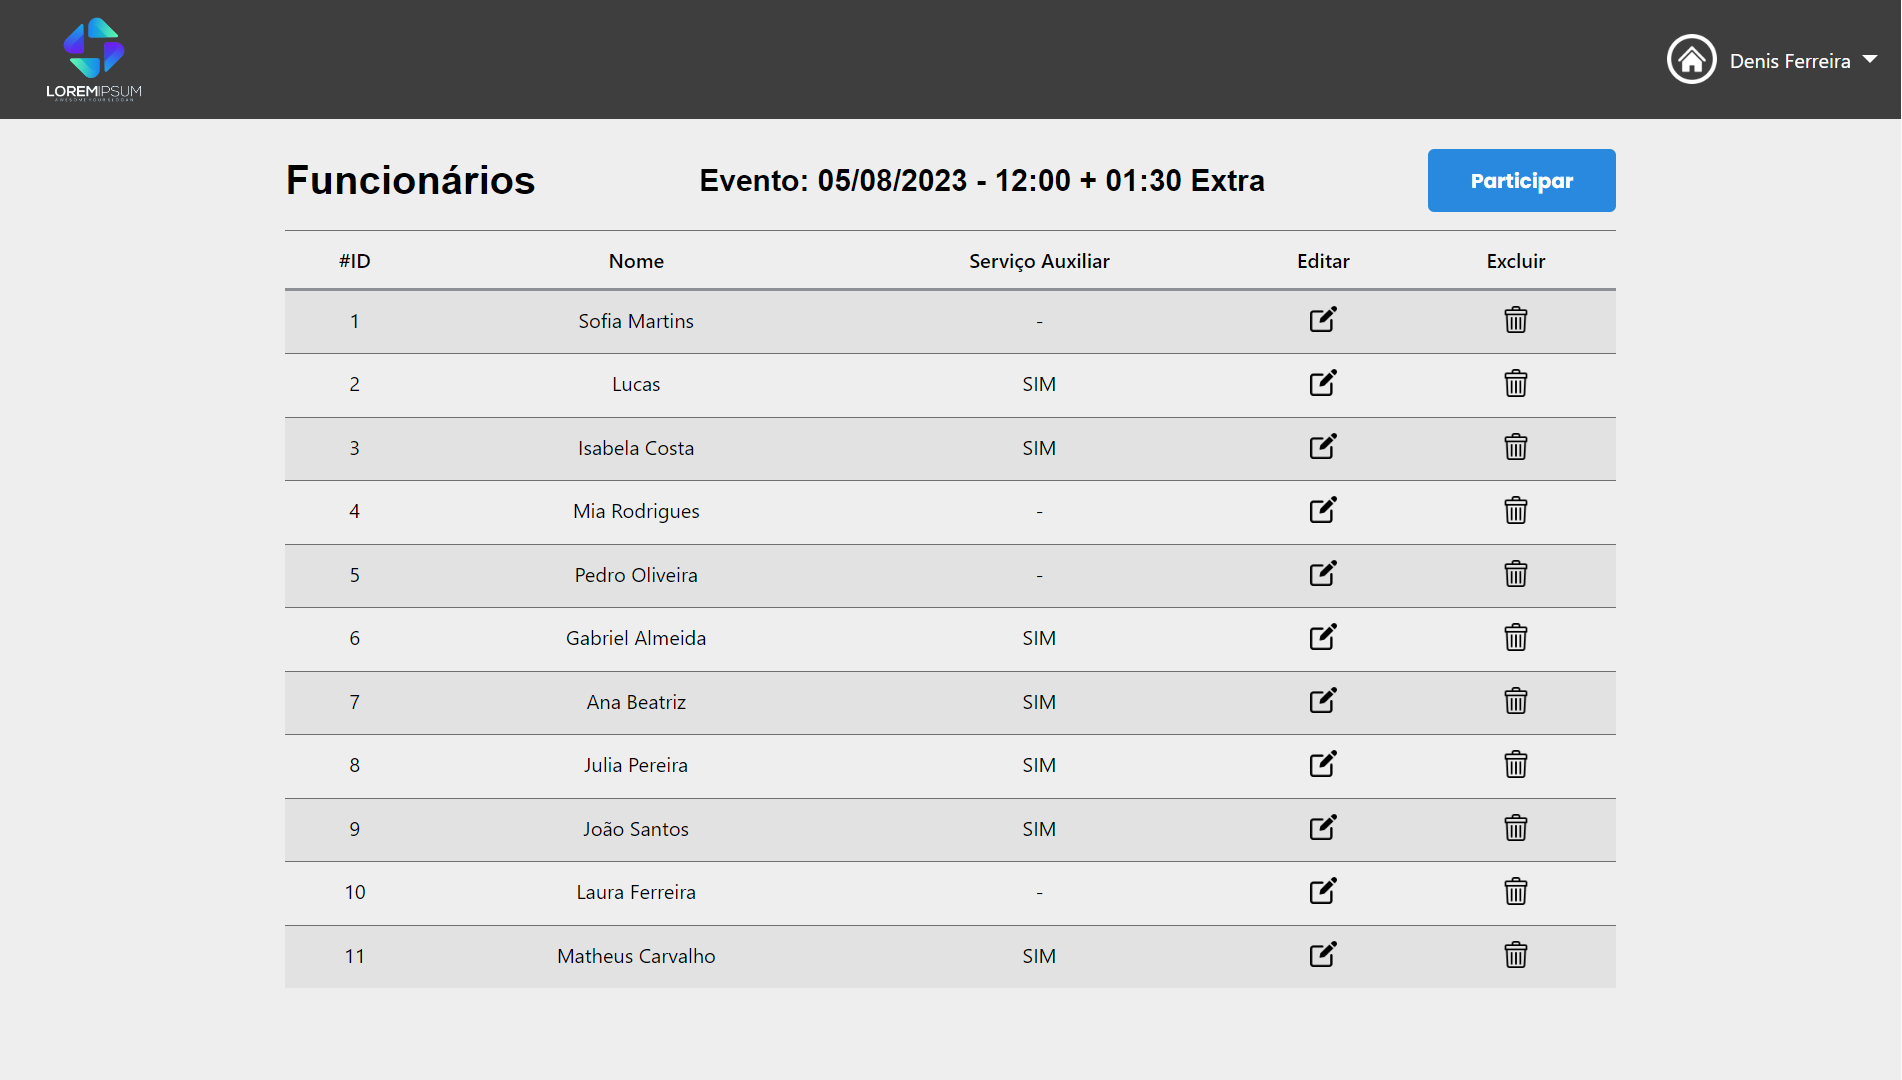 LOREMIPSUM
AWESOME YOUR SLOGAN
Denis Ferreira
Funcionários
Evento: 05/08/2023 - 12:00 + 01:30 Extra
Participar
#ID Nome Serviço Auxiliar Editar Excluir
1 Sofia Martins -
2 Lucas SIM
3 Isabela Costa SIM
4 Mia Rodrigues -
5 Pedro Oliveira -
6 Gabriel Almeida SIM
7 Ana Beatriz SIM
8 Julia Pereira SIM
9 João Santos SIM
10 Laura Ferreira -
11 Matheus Carvalho SIM